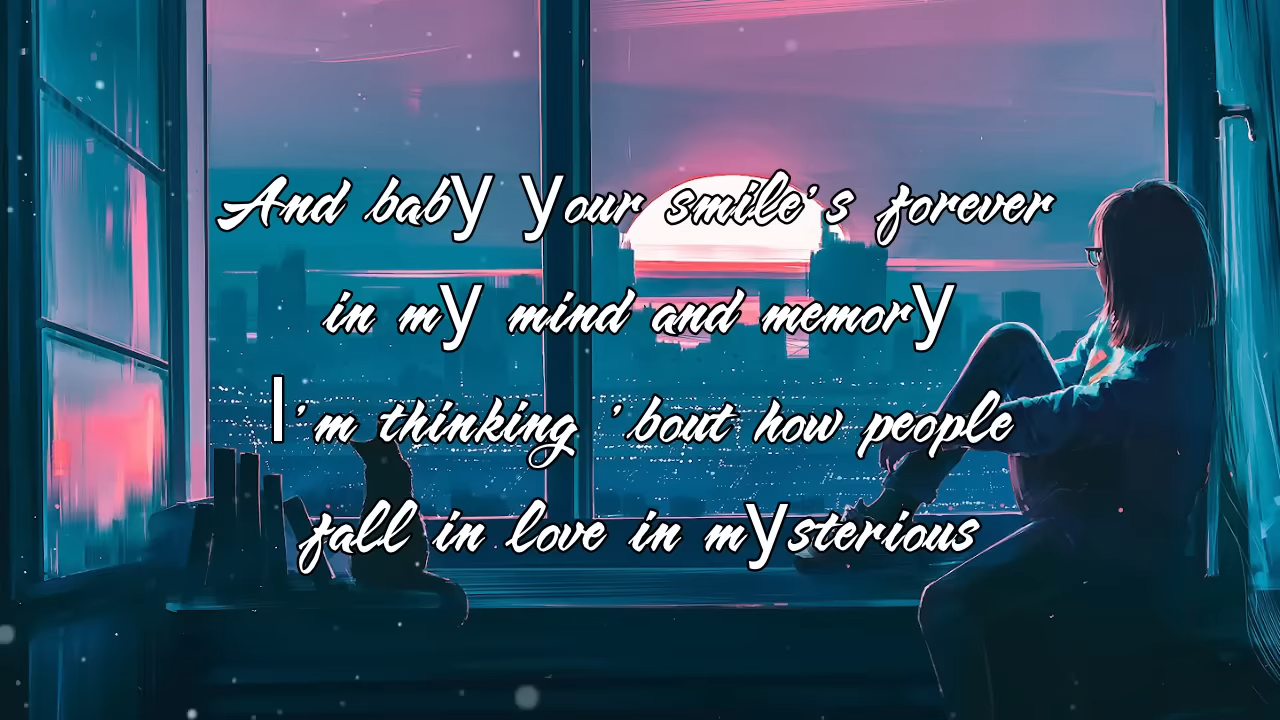 And baby your smile's forever
in my mind and memory
I'm thinking 'bout how people
fall in love in mysterious